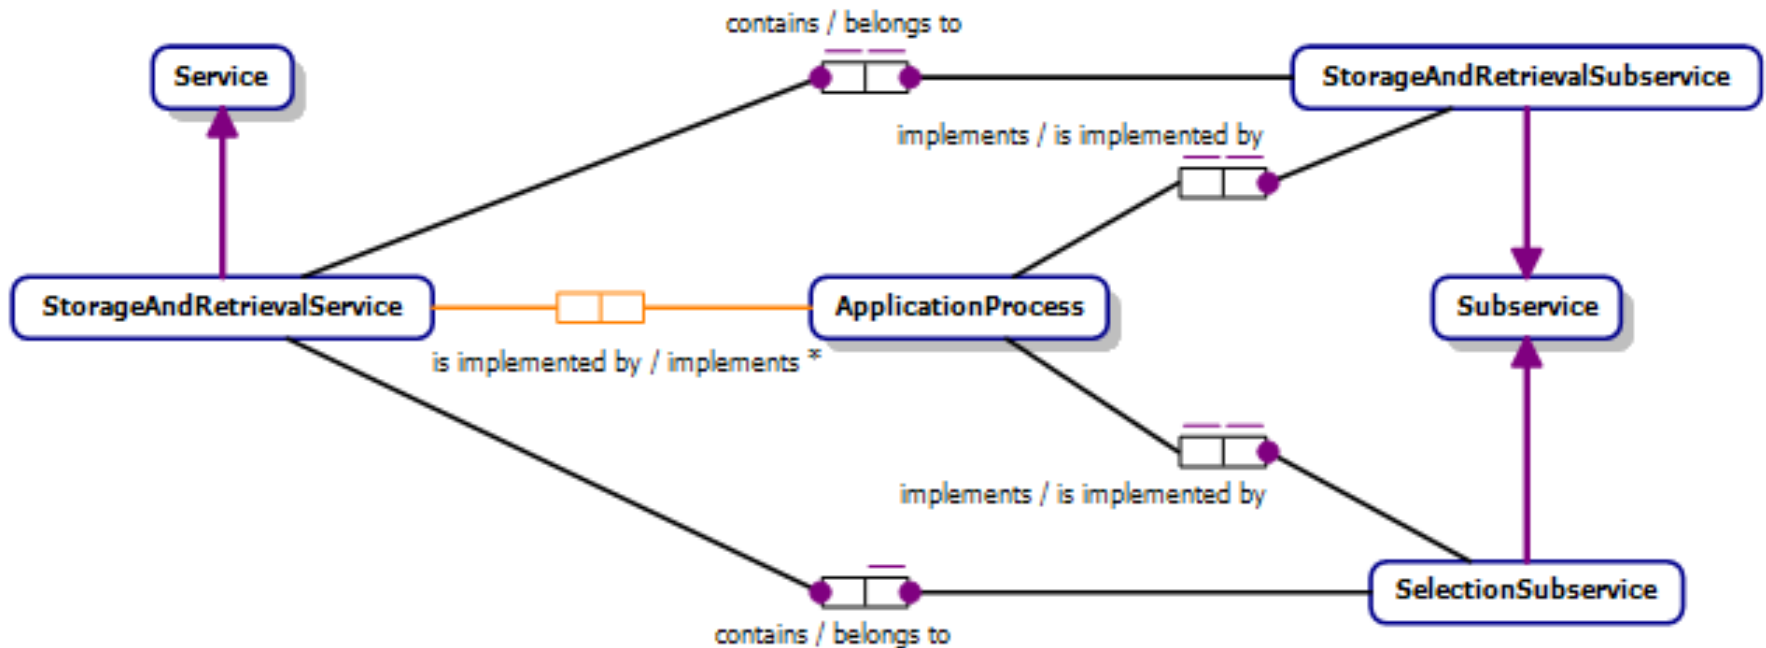 contains / belongs to
Service
StorageAndRetrievalSubservice
implements / is implemented by
StorageAndRetrievalService
ApplicationProcess
Subservice
is implemented by / implements *
implements / is implemented by
SelectionSubservice
contains / belongs to